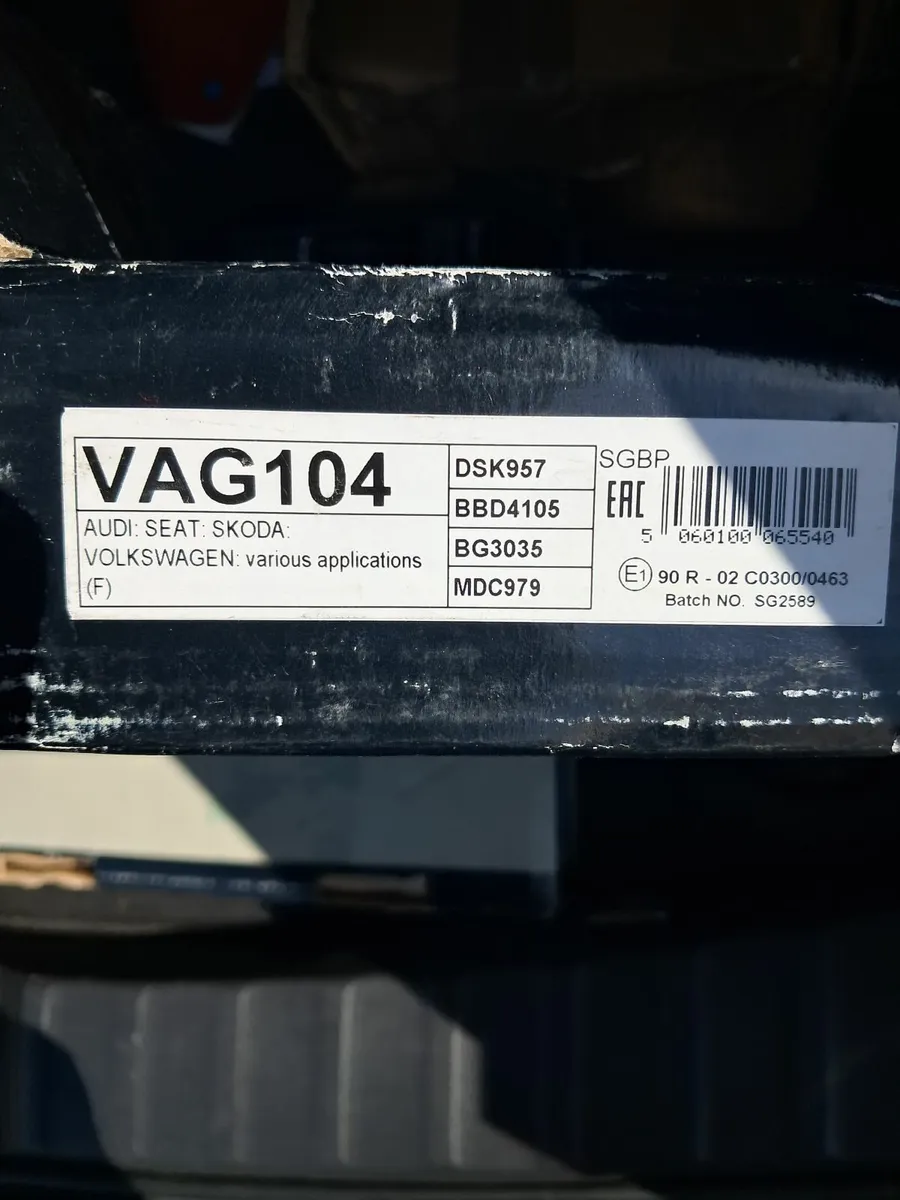 VAG104
AUDI: SEAT: SKODA:
VOLKSWAGEN: various applications
(F)
DSK957
BBD4105
BG3035
MDC979
SGBP
EAC
5 060100 065540
E1 90 R - 02 C0300/0463
Batch NO. SG2589